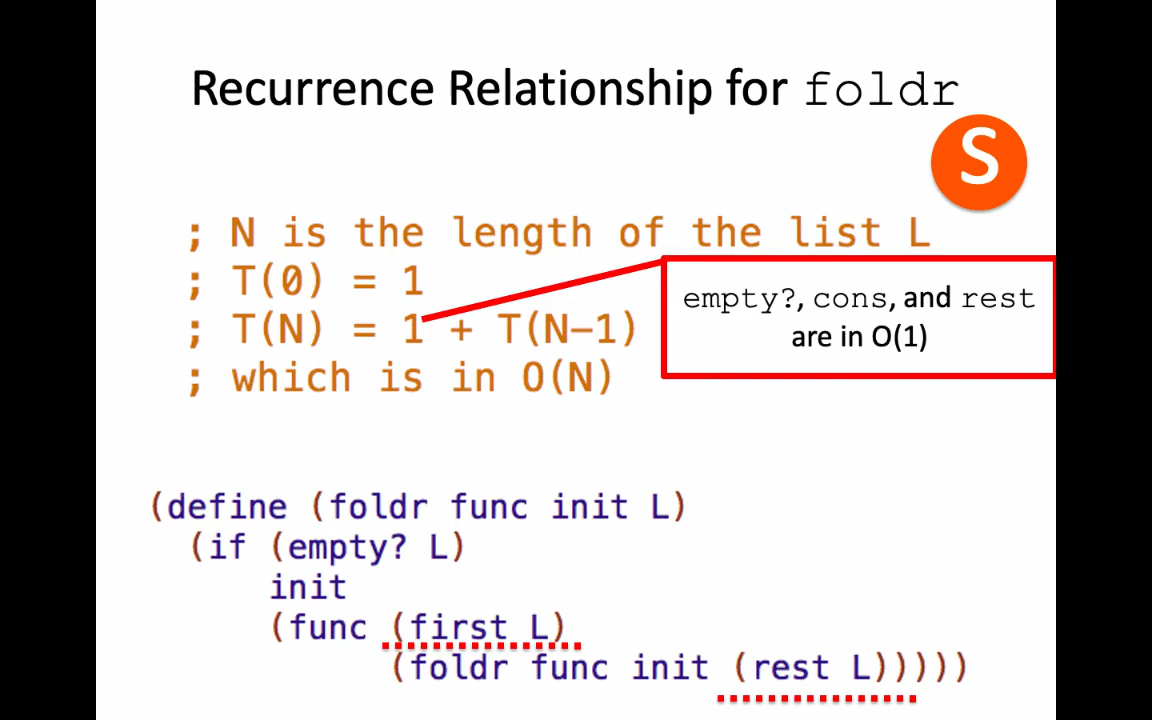 Recurrence Relationship for foldr
S
; N is the length of the list L
; T(0) = 1
; T(N) = 1 + T(N-1)
; which is in O(N)
empty?, cons, and rest
are in O(1)
(define (foldr func init L)
(if (empty? L)
init
(func (first L)
(foldr func init (rest L)))))